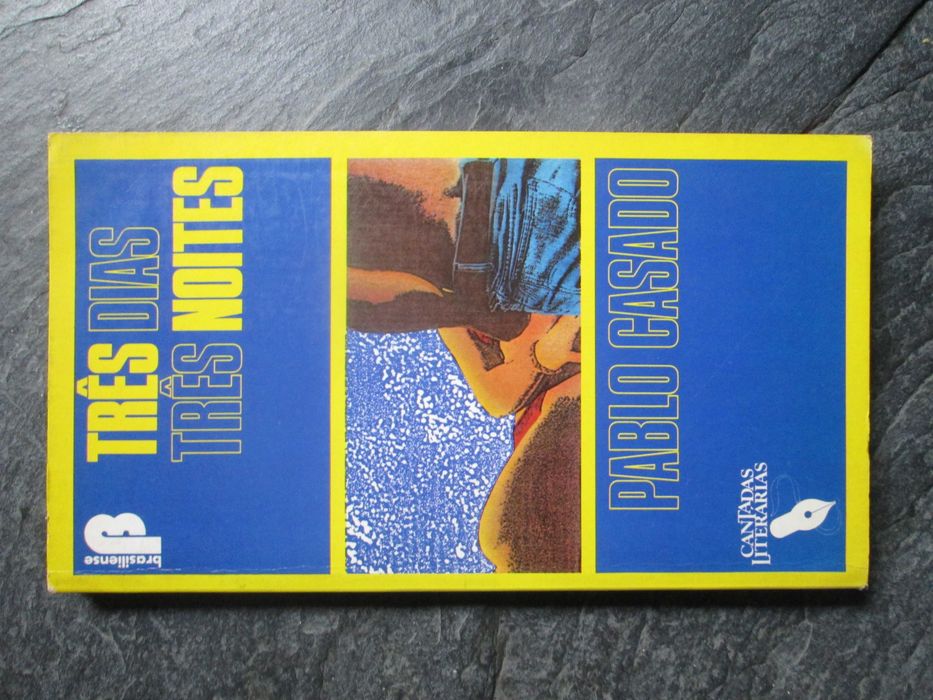 TRÊS DIAS
TRÊS NOITES
PABLO CASADO
brasiliense
CANTADAS
LITERÁRIAS